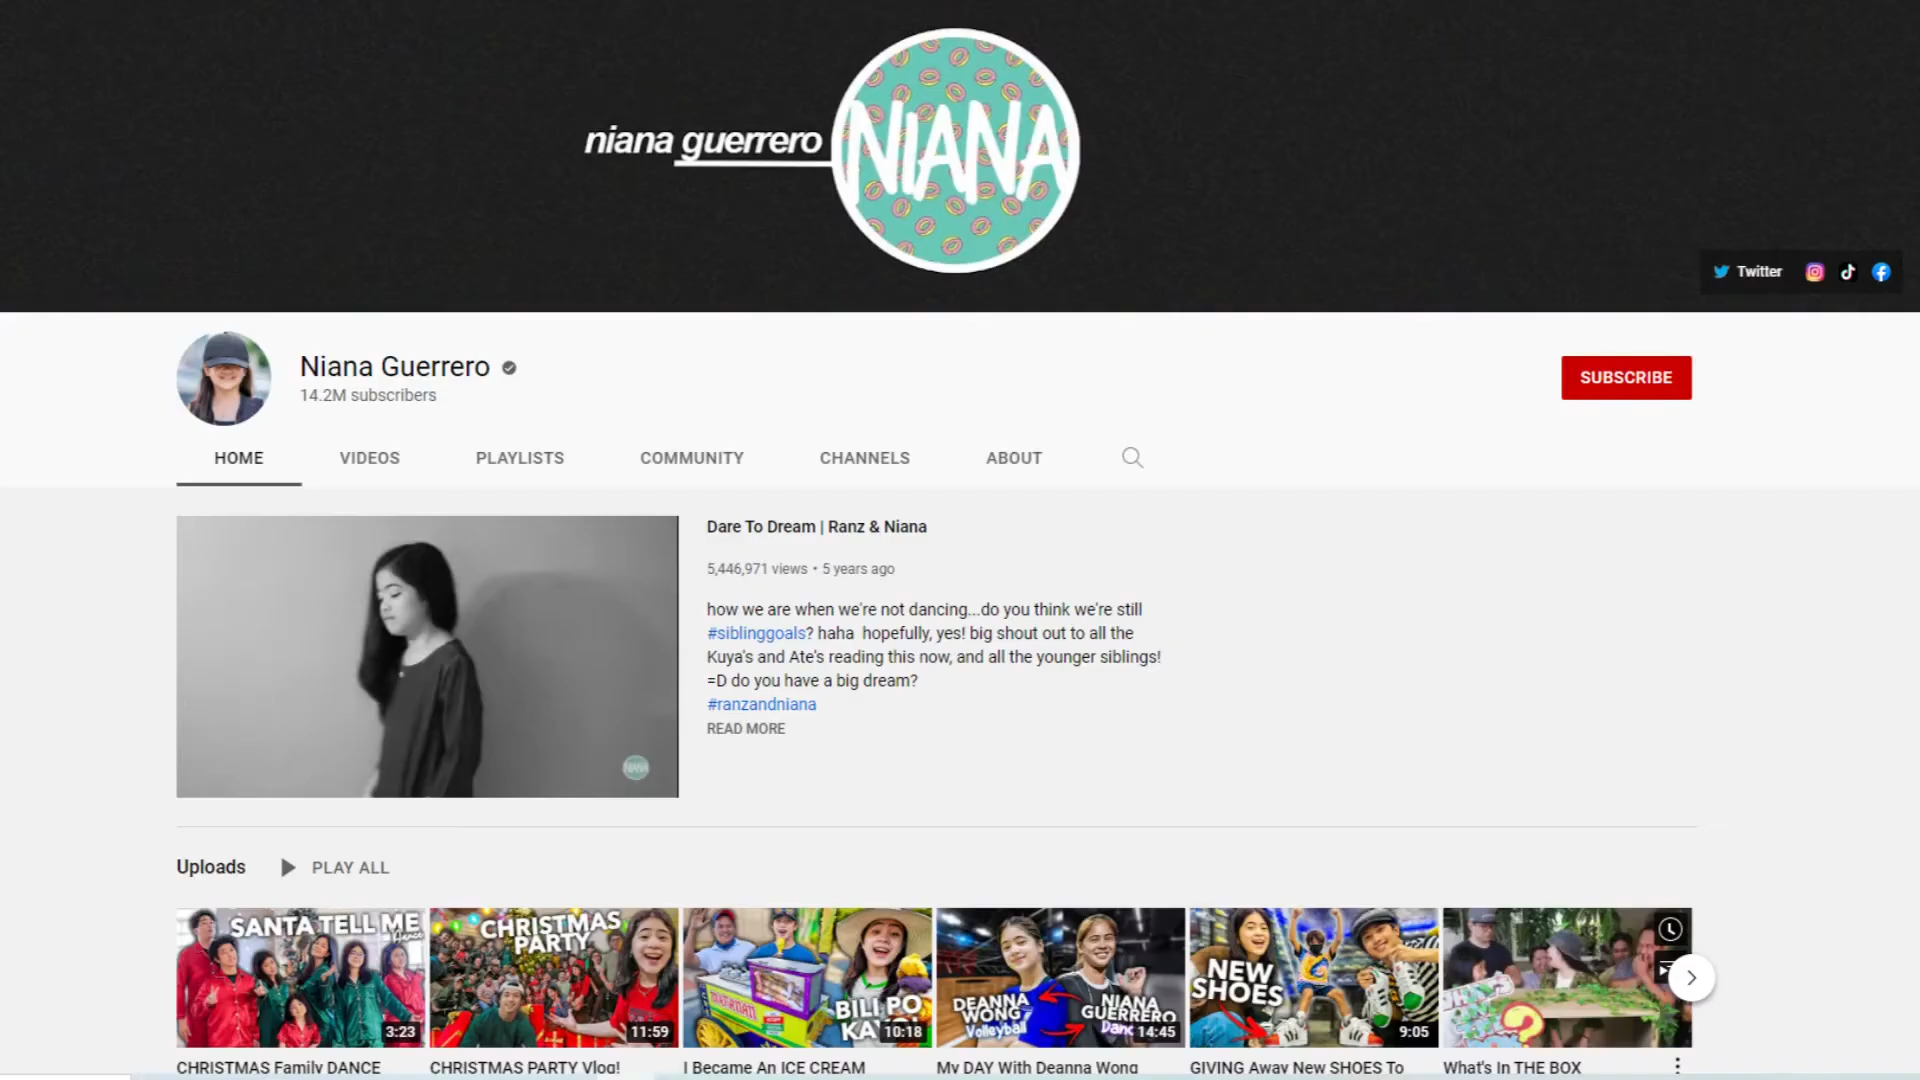 niana guerrero
NIANA
Twitter
Niana Guerrero
14.2M subscribers
SUBSCRIBE
HOME
VIDEOS
PLAYLISTS
COMMUNITY
CHANNELS
ABOUT
Dare To Dream | Ranz & Niana
5,446,971 views • 5 years ago
how we are when we're not dancing...do you think we're still
#siblinggoals? haha hopefully, yes! big shout out to all the
Kuya's and Ate's reading this now, and all the younger siblings!
=D do you have a big dream?
#ranzandniana
READ MORE
NIANA
Uploads
PLAY ALL
SANTA TELL ME
dance
3:23
CHRISTMAS
PARTY
11:59
BILI PO
10:18
DEANNA
WONG
Volleyball
NIANA
GUERRERO
14:45
NEW
SHOES
9:05
CHRISTMAS Family DANCE
CHRISTMAS PARTY Vlog!
I Became An ICE CREAM
My DAY With Deanna Wong
GIVING Away New SHOES To
What's In THE BOX